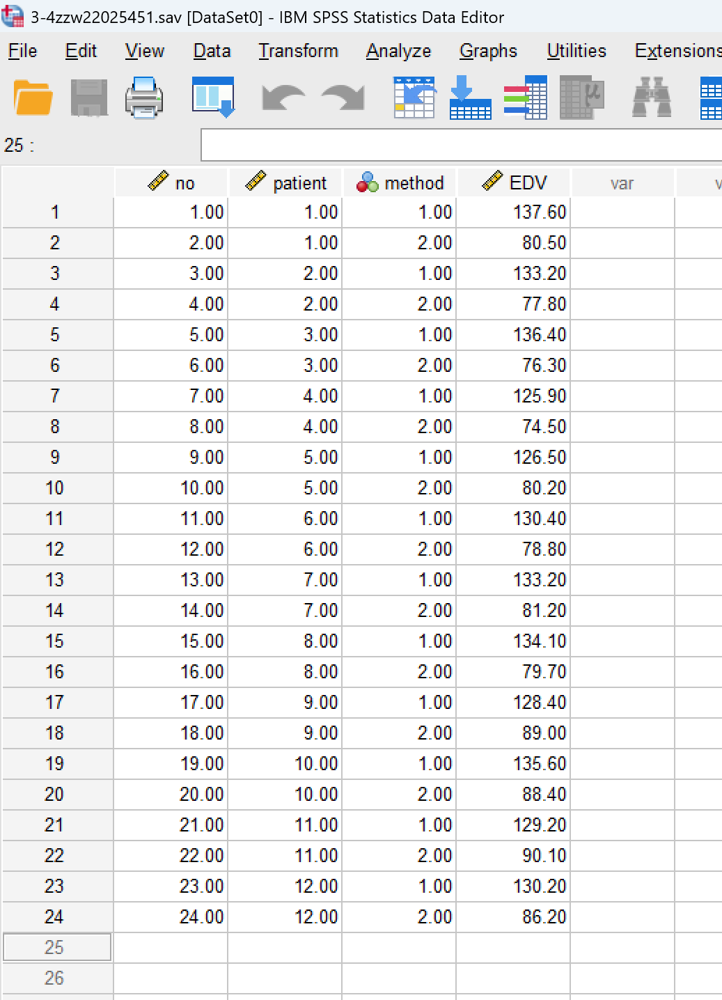 3-4zzw22025451.sav [DataSet0] - IBM SPSS Statistics Data Editor
File Edit View Data Transform Analyze Graphs Utilities Extensions
μ
25 :
no patient method EDV var v
1 1.00 1.00 1.00 137.60
2 2.00 1.00 2.00 80.50
3 3.00 2.00 1.00 133.20
4 4.00 2.00 2.00 77.80
5 5.00 3.00 1.00 136.40
6 6.00 3.00 2.00 76.30
7 7.00 4.00 1.00 125.90
8 8.00 4.00 2.00 74.50
9 9.00 5.00 1.00 126.50
10 10.00 5.00 2.00 80.20
11 11.00 6.00 1.00 130.40
12 12.00 6.00 2.00 78.80
13 13.00 7.00 1.00 133.20
14 14.00 7.00 2.00 81.20
15 15.00 8.00 1.00 134.10
16 16.00 8.00 2.00 79.70
17 17.00 9.00 1.00 128.40
18 18.00 9.00 2.00 89.00
19 19.00 10.00 1.00 135.60
20 20.00 10.00 2.00 88.40
21 21.00 11.00 1.00 129.20
22 22.00 11.00 2.00 90.10
23 23.00 12.00 1.00 130.20
24 24.00 12.00 2.00 86.20
25
26